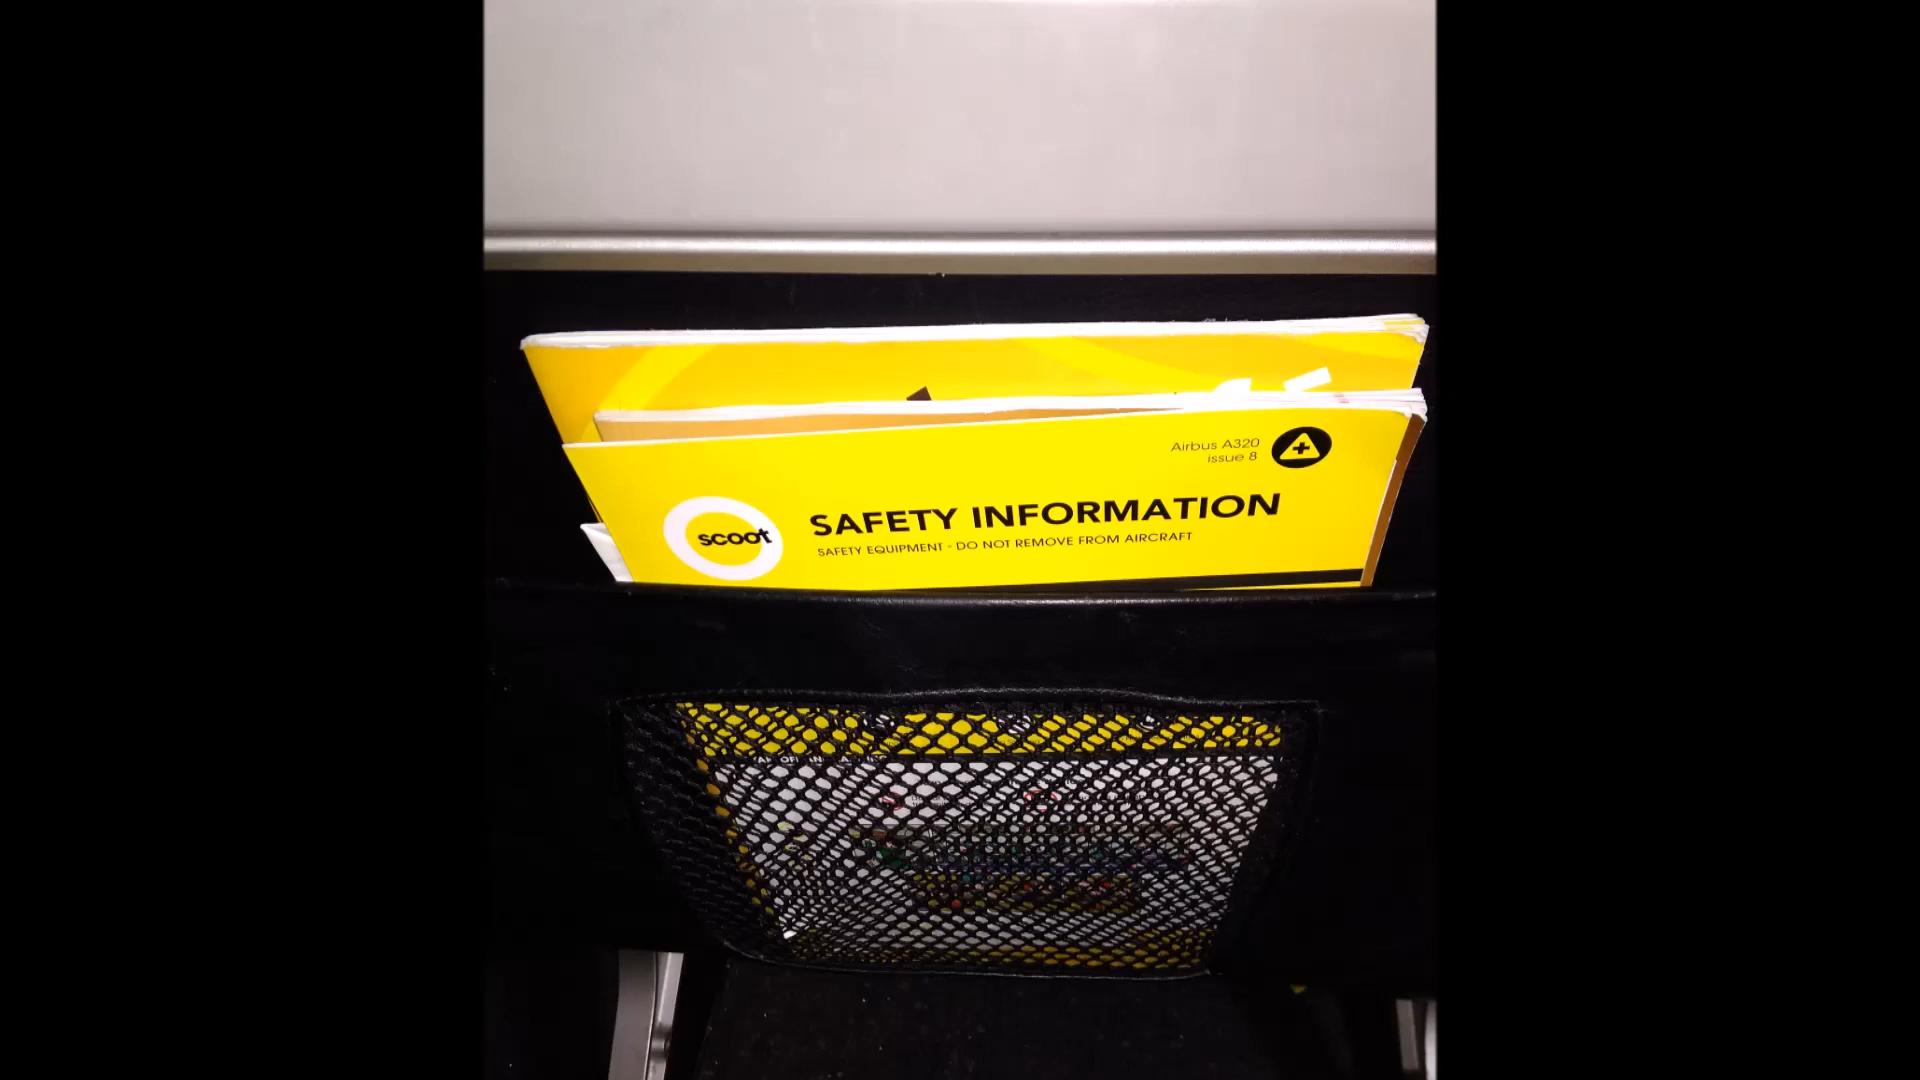 Airbus A320
issue 8
scoot
SAFETY INFORMATION
SAFETY EQUIPMENT - DO NOT REMOVE FROM AIRCRAFT